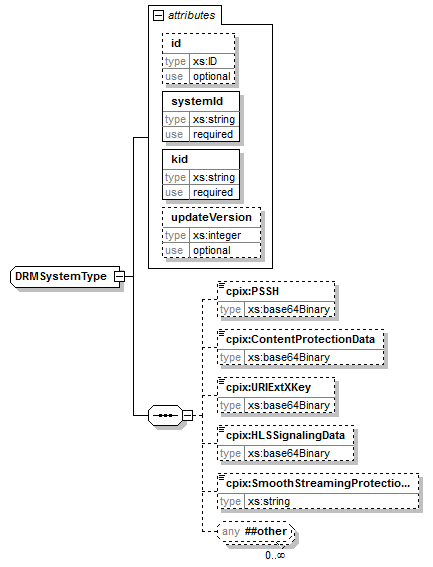 attributes
id
type xs:ID
use optional
systemId
type xs:string
use required
kid
type xs:string
use required
updateVersion
type xs:integer
use optional
DRMSystemType
cpix:PSSH
type xs:base64Binary
cpix:ContentProtectionData
type xs:base64Binary
cpix:URIExtXKey
type xs:base64Binary
cpix:HLSSignalingData
type xs:base64Binary
cpix:SmoothStreamingProtectio...
type xs:string
any ##other
0..∞